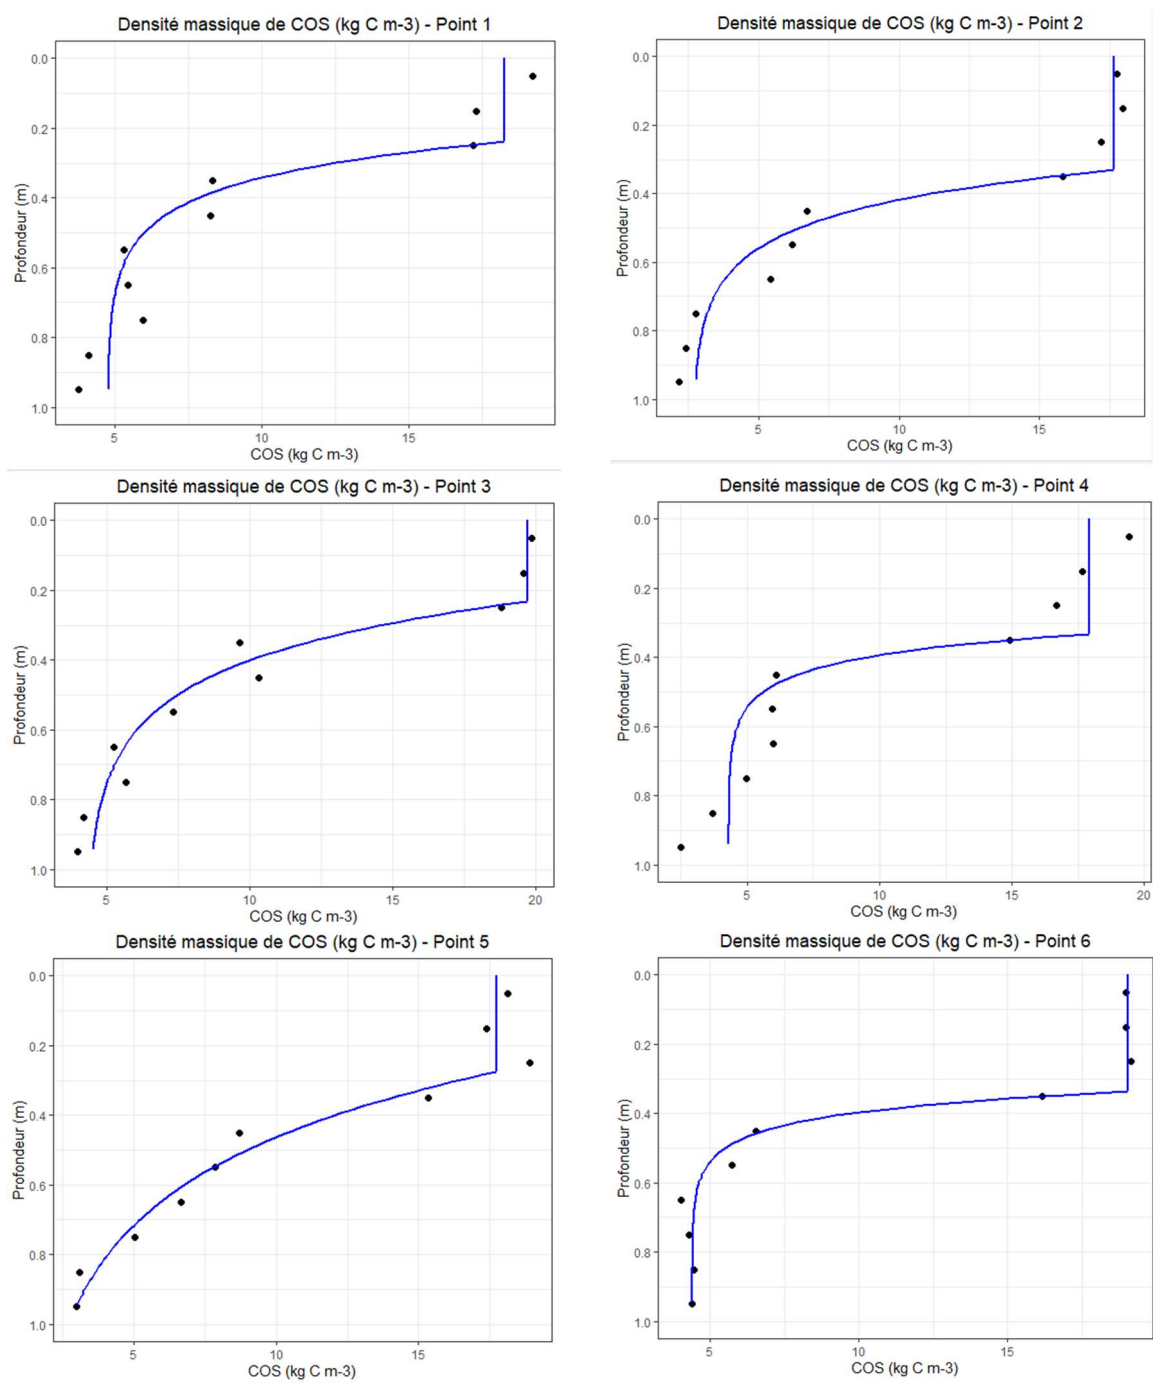 Densité massique de COS (kg C m-3) - Point 1
0.0
0.2
0.4
0.6
0.8
1.0
Profondeur (m)
5 10 15
COS (kg C m-3)
Densité massique de COS (kg C m-3) - Point 2
0.0
0.2
0.4
0.6
0.8
1.0
Profondeur (m)
5 10 15
COS (kg C m-3)
Densité massique de COS (kg C m-3) - Point 3
0.0
0.2
0.4
0.6
0.8
1.0
Profondeur (m)
5 10 15 20
COS (kg C m-3)
Densité massique de COS (kg C m-3) - Point 4
0.0
0.2
0.4
0.6
0.8
1.0
Profondeur (m)
5 10 15 20
COS (kg C m-3)
Densité massique de COS (kg C m-3) - Point 5
0.0
0.2
0.4
0.6
0.8
1.0
Profondeur (m)
5 10 15
COS (kg C m-3)
Densité massique de COS (kg C m-3) - Point 6
0.0
0.2
0.4
0.6
0.8
1.0
Profondeur (m)
5 10 15
COS (kg C m-3)